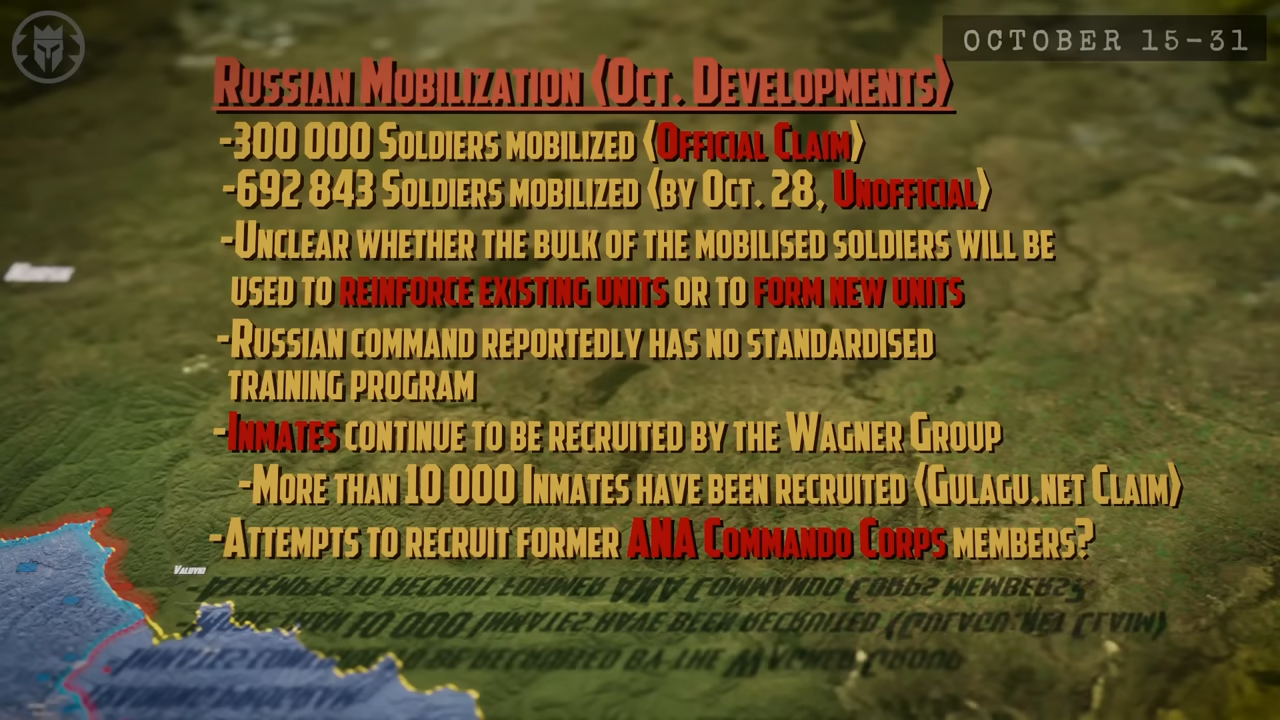 OCTOBER 15-31
RUSSIAN MOBILIZATION (OCT. DEVELOPMENTS)
-300 000 SOLDIERS MOBILIZED (OFFICIAL CLAIM)
-692 843 SOLDIERS MOBILIZED (BY OCT. 28, UNOFFICIAL)
-UNCLEAR WHETHER THE BULK OF THE MOBILISED SOLDIERS WILL BE
USED TO REINFORCE EXISTING UNITS OR TO FORM NEW UNITS
-RUSSIAN COMMAND REPORTEDLY HAS NO STANDARDISED
TRAINING PROGRAM
-INMATES CONTINUE TO BE RECRUITED BY THE WAGNER GROUP
-MORE THAN 10 000 INMATES HAVE BEEN RECRUITED (GULAGU.NET CLAIM)
-ATTEMPTS TO RECRUIT FORMER ANA COMMANDO CORPS MEMBERS?
VALUYKI